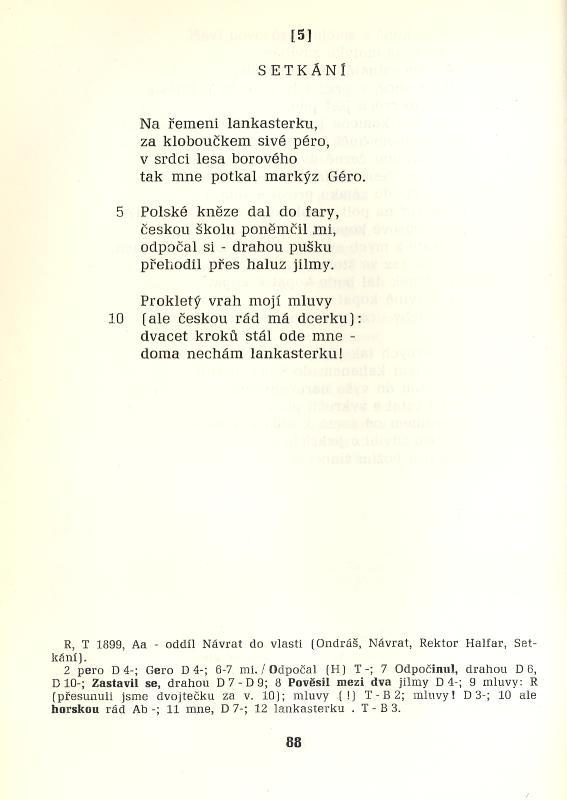 [5]
SETKÁNÍ
Na řemeni lankasterku,
za kloboučkem sivé péro,
v srdci lesa borového
tak mne potkal markýz Géro.
5 Polské kněze dal do fary,
českou školu poněmčil mi,
odpočal si - drahou pušku
přehodil přes haluz jilmy.
Prokletý vrah mojí mluvy
10 (ale českou rád má dcerku):
dvacet kroků stál ode mne -
doma nechám lankasterku!
R, T 1899, Aa - oddíl Návrat do vlasti (Ondráš, Návrat, Rektor Halfar, Set-
kání).
2 pero D 4-; Gero D 4-; 6-7 mi. / Odpočal (H) T -; 7 Odpočinul, drahou D 6,
D 10-; Zastavil se, drahou D 7 - D 9; 8 Pověsil mezi dva jilmy D 4-; 9 mluvy: R
(přesunuli jsme dvojtečku za v. 10); mluvy (!) T - B 2; mluvy! D 3-; 10 ale
horskou rád Ab -; 11 mne, D 7-; 12 lankasterku . T - B 3.
88